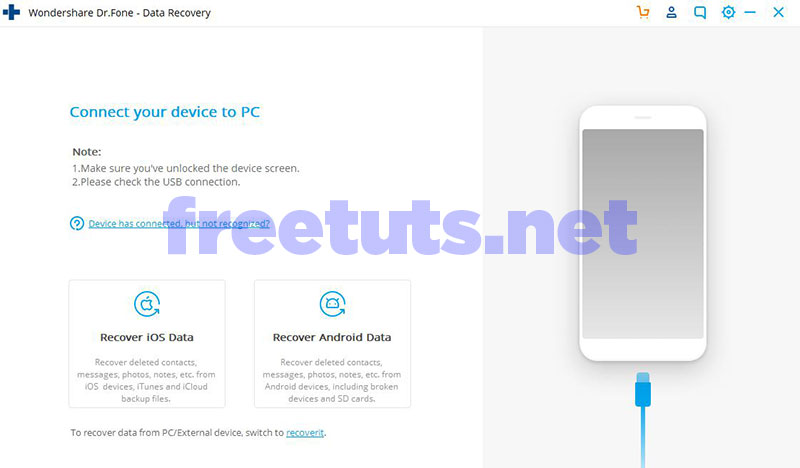 Wondershare Dr.Fone - Data Recovery
Connect your device to PC
Note:
1.Make sure you've unlocked the device screen.
2.Please check the USB connection.
Device has connected, but not recognized?
freetuts.net
Recover iOS Data
Recover deleted contacts,
messages, photos, notes, etc. from
iOS devices, iTunes and iCloud
backup files.
Recover Android Data
Recover deleted contacts,
messages, photos, notes, etc. from
Android devices, including broken
devices and SD cards.
To recover data from PC/External device, switch to recoverit.